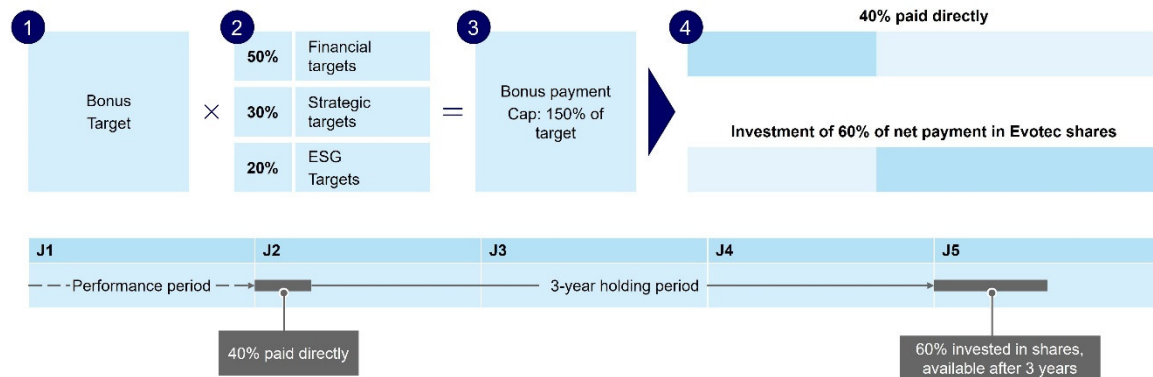 1
2
3
4
40% paid directly
Bonus
Target
×
50%
Financial
targets
30%
Strategic
targets
20%
ESG
Targets
=
Bonus payment
Cap: 150% of
target
Investment of 60% of net payment in Evotec shares
J1
J2
J3
J4
J5
Performance period
3-year holding period
40% paid directly
60% invested in shares,
available after 3 years